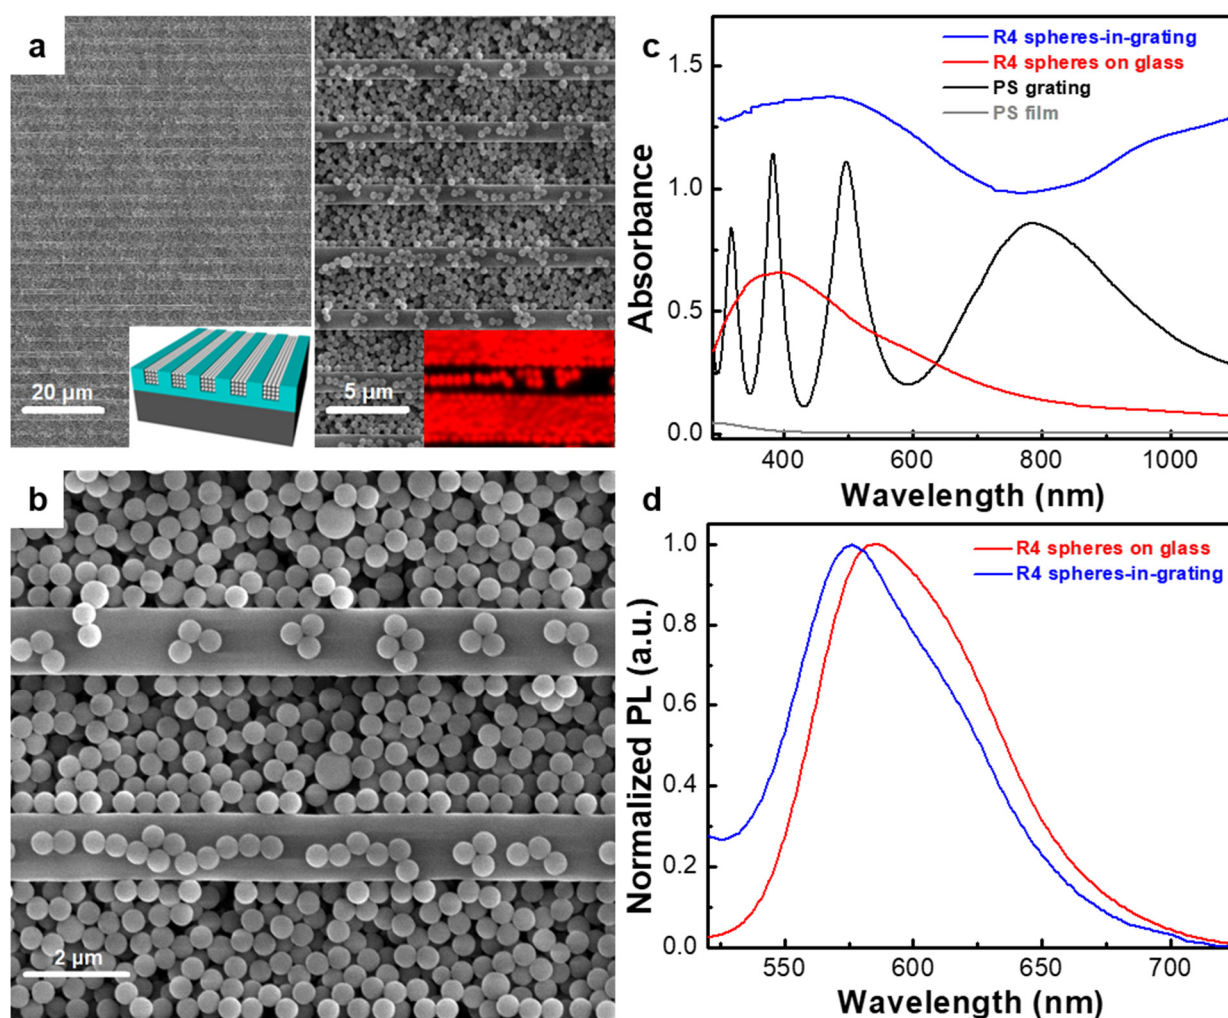 a
20 µm
5 µm
b
2 µm
c
R4 spheres-in-grating
R4 spheres on glass
PS grating
PS film
Absorbance
1.5
1.0
0.5
0.0
400
600
800
1000
Wavelength (nm)
d
R4 spheres on glass
R4 spheres-in-grating
Normalized PL (a.u.)
1.0
0.8
0.6
0.4
0.2
0.0
550
600
650
700
Wavelength (nm)